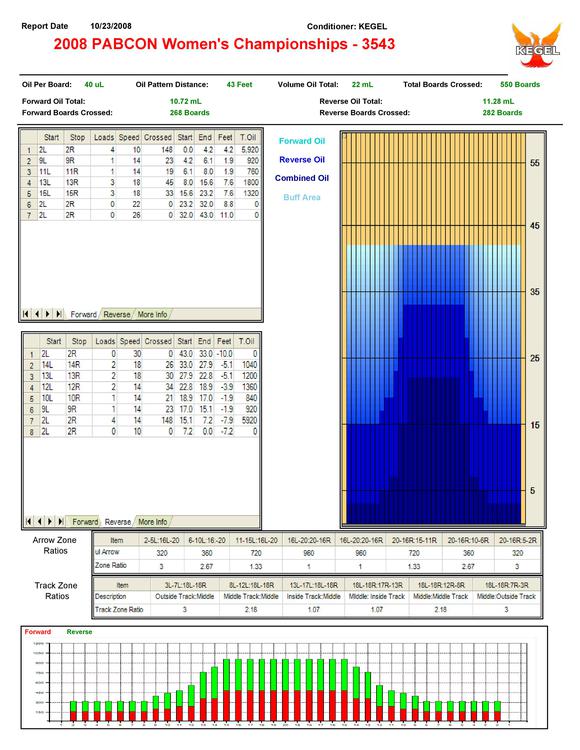 Report Date 10/23/2008 Conditioner: KEGEL
2008 PABCON Women's Championships - 3543
KEGEL
Oil Per Board: 40 uL Oil Pattern Distance: 43 Feet Volume Oil Total: 22 mL Total Boards Crossed: 550 Boards
Forward Oil Total: 10.72 mL Reverse Oil Total: 11.28 mL
Forward Boards Crossed: 268 Boards Reverse Boards Crossed: 282 Boards
Start Stop Loads Speed Crossed Start End Feet T.Oil
1 2L 2R 4 10 148 0.0 4.2 4.2 5,920
2 9L 9R 1 14 23 4.2 6.1 1.9 920
3 11L 11R 1 14 19 6.1 8.0 1.9 760
4 13L 13R 3 18 45 8.0 15.6 7.6 1800
5 15L 15R 3 18 33 15.6 23.2 7.6 1320
6 2L 2R 0 22 0 23.2 32.0 8.8 0
7 2L 2R 0 26 0 32.0 43.0 11.0 0
Forward Reverse More Info
Forward Oil
Reverse Oil
Combined Oil
Buff Area
55
45
35
25
15
5
Start Stop Loads Speed Crossed Start End Feet T.Oil
1 2L 2R 0 30 0 43.0 33.0 -10.0 0
2 14L 14R 2 18 26 33.0 27.9 -5.1 1040
3 13L 13R 2 18 30 27.9 22.8 -5.1 1200
4 12L 12R 2 14 34 22.8 18.9 -3.9 1360
5 10L 10R 1 14 21 18.9 17.0 -1.9 840
6 9L 9R 1 14 23 17.0 15.1 -1.9 920
7 2L 2R 4 14 148 15.1 7.2 -7.9 5920
8 2L 2R 0 10 0 7.2 0.0 -7.2 0
Forward Reverse More Info
Arrow Zone Ratios
Item 2-5L:16L-20 6-10L:16-20 11-15L:16-20 16L-20:20-16R 16L-20:20-16R 20-16R:15-11R 20-16R:10-6R 20-16R:5-2R
ul Arrow 320 360 720 960 960 720 360 320
Zone Ratio 3 2.67 1.33 1 1 1.33 2.67 3
Track Zone Ratios
Item 3L-7L:18L-18R 8L-12L:18L-18R 13L-17L:18L-18R 18L-18R:17R-13R 18L-18R:12R-8R 18L-18R:7R-3R
Description Outside Track:Middle Middle Track:Middle Inside Track:Middle Middle: Inside Track Middle:Middle Track Middle:Outside Track
Track Zone Ratio 3 2.18 1.07 1.07 2.18 3
Forward Reverse